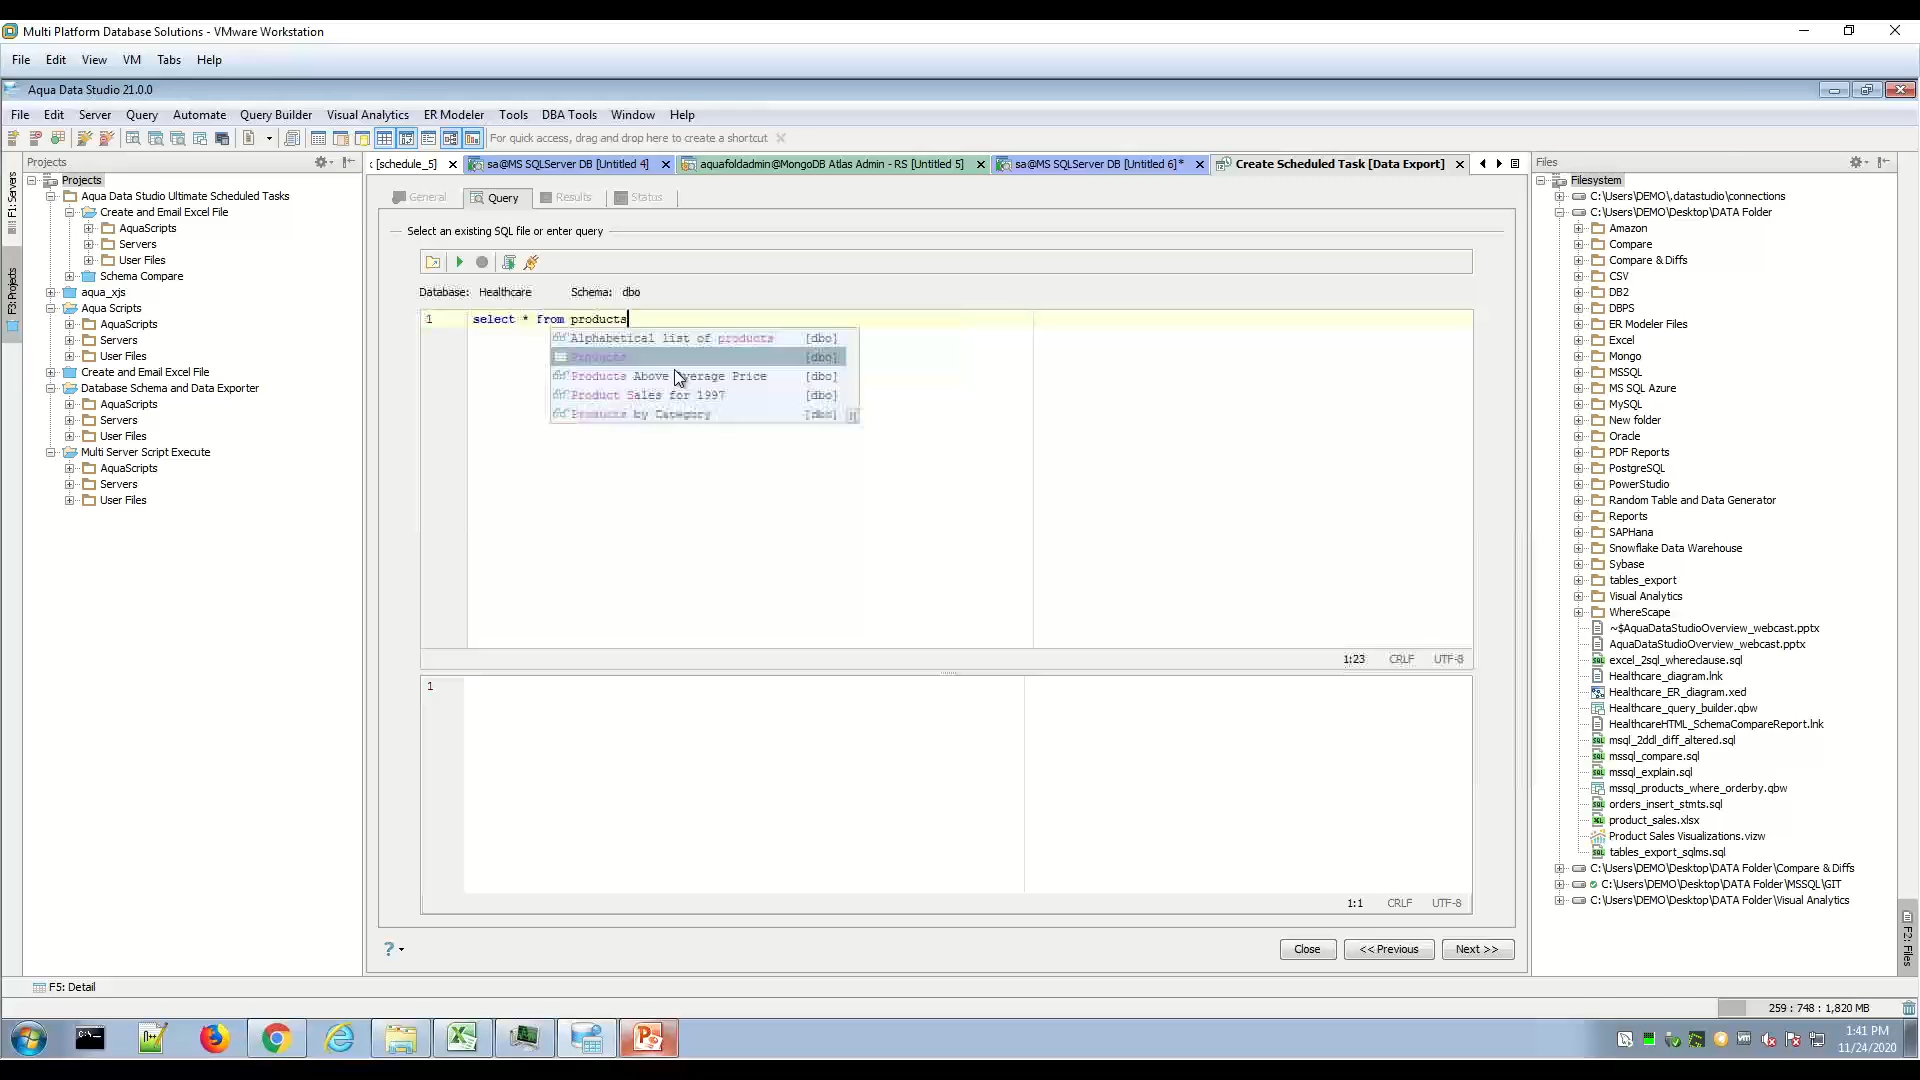 Multi Platform Database Solutions - VMware Workstation
File Edit View VM Tabs Help
Aqua Data Studio 21.0.0
File Edit Server Query Automate Query Builder Visual Analytics ER Modeler Tools DBA Tools Window Help
For quick access, drag and drop here to create a shortcut
F1: Servers
F3: Projects
Projects
Projects
Aqua Data Studio Ultimate Scheduled Tasks
Create and Email Excel File
AquaScripts
Servers
User Files
Schema Compare
aqua_xjs
Aqua Scripts
AquaScripts
Servers
User Files
Create and Email Excel File
Database Schema and Data Exporter
AquaScripts
Servers
User Files
Multi Server Script Execute
AquaScripts
Servers
User Files
[schedule_5] sa@MS SQLServer DB [Untitled 4] aquafoldadmin@MongoDB Atlas Admin - RS [Untitled 5] sa@MS SQLServer DB [Untitled 6]* Create Scheduled Task [Data Export]
General Query Results Status
Select an existing SQL file or enter query
Database: Healthcare Schema: dbo
1 select * from products
Alphabetical list of products [dbo]
Products [dbo]
Products Above Average Price [dbo]
Product Sales for 1997 [dbo]
Products by Category [dbo]
1:23 CRLF UTF-8
1
1:1 CRLF UTF-8
? Close << Previous Next >>
Files
Filesystem
C:\Users\DEMO\.datastudio\connections
C:\Users\DEMO\Desktop\DATA Folder
Amazon
Compare
Compare & Diffs
CSV
DB2
DBPS
ER Modeler Files
Excel
Mongo
MSSQL
MS SQL Azure
MySQL
New folder
Oracle
PDF Reports
PostgreSQL
PowerStudio
Random Table and Data Generator
Reports
SAPHana
Snowflake Data Warehouse
Sybase
tables_export
Visual Analytics
WhereScape
~$AquaDataStudioOverview_webcast.pptx
AquaDataStudioOverview_webcast.pptx
excel_2sql_whereclause.sql
Healthcare_diagram.lnk
Healthcare_ER_diagram.xed
Healthcare_query_builder.qbw
HealthcareHTML_SchemaCompareReport.lnk
msql_2ddl_diff_altered.sql
mssql_compare.sql
mssql_explain.sql
mssql_products_where_orderby.qbw
orders_insert_stmts.sql
product_sales.xlsx
Product Sales Visualizations.vizw
tables_export_sqlms.sql
C:\Users\DEMO\Desktop\DATA Folder\Compare & Diffs
C:\Users\DEMO\Desktop\DATA Folder\MSSQL\GIT
C:\Users\DEMO\Desktop\DATA Folder\Visual Analytics
F2: Files
F5: Detail
259 : 748 : 1,820 MB
1:41 PM
11/24/2020